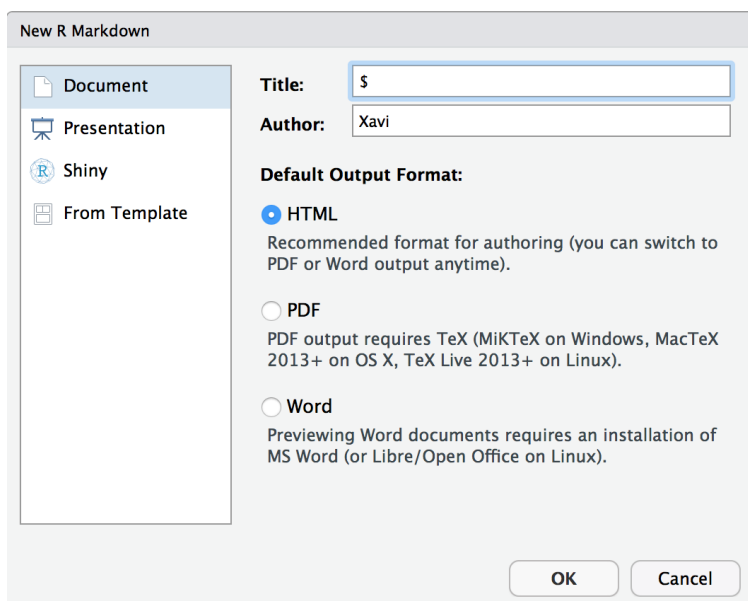 New R Markdown
Document
Presentation
R Shiny
From Template
Title: $
Author: Xavi
Default Output Format:
HTML
Recommended format for authoring (you can switch to
PDF or Word output anytime).
PDF
PDF output requires TeX (MiKTeX on Windows, MacTeX
2013+ on OS X, TeX Live 2013+ on Linux).
Word
Previewing Word documents requires an installation of
MS Word (or Libre/Open Office on Linux).
OK Cancel